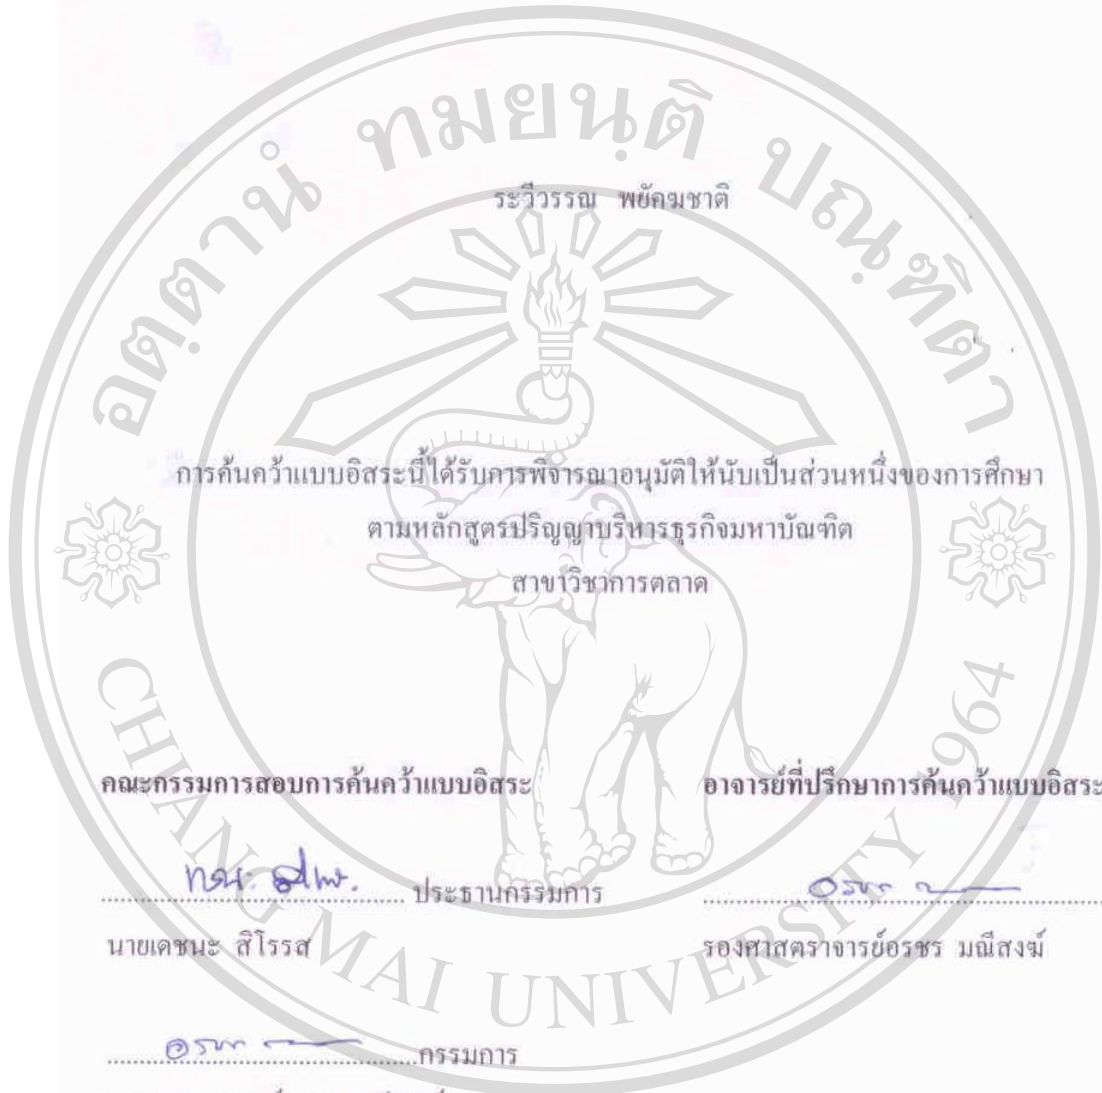 อตฺตานํ ทมยนฺติ ปณฺฑิตา
ระวีวรรณ พยัคฆชาติ
การค้นคว้าแบบอิสระนี้ได้รับการพิจารณาอนุมัติให้นับเป็นส่วนหนึ่งของการศึกษา
ตามหลักสูตรปริญญาบริหารธุรกิจมหาบัณฑิต
สาขาวิชาการตลาด
คณะกรรมการสอบการค้นคว้าแบบอิสระ
อาจารย์ที่ปรึกษาการค้นคว้าแบบอิสระ
ประธานกรรมการ
นายเดชนะ สิโรรส
รองศาสตราจารย์อรชร มณีสงฆ์
กรรมการ
CHIANG MAI UNIVERSITY 1964